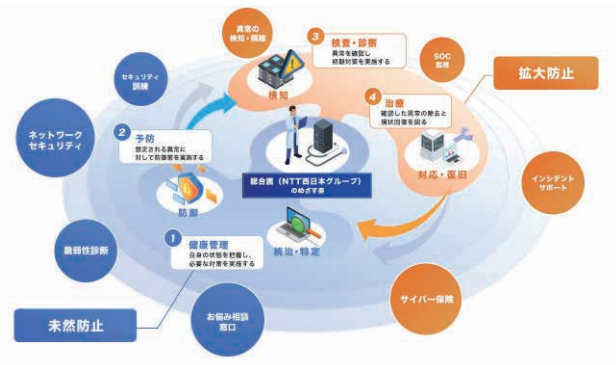 異常の
検知・隔離
3
検査・診察
異常を確認し
初期対策を実施する
SOC
監視
拡大防止
セキュリティ
訓練
検知
4
治療
確認した異常の除去と
現状回復を図る
ネットワーク
セキュリティ
2
予防
想定される異常に
対して防御策を実施する
対応・復旧
総合医（NTT西日本グループ）
のめざす姿
インシデント
サポート
防御
1
健康管理
自身の状態を把握し、
必要な対策を実施する
統治・特定
脆弱性診断
サイバー保険
未然防止
お悩み相談
窓口